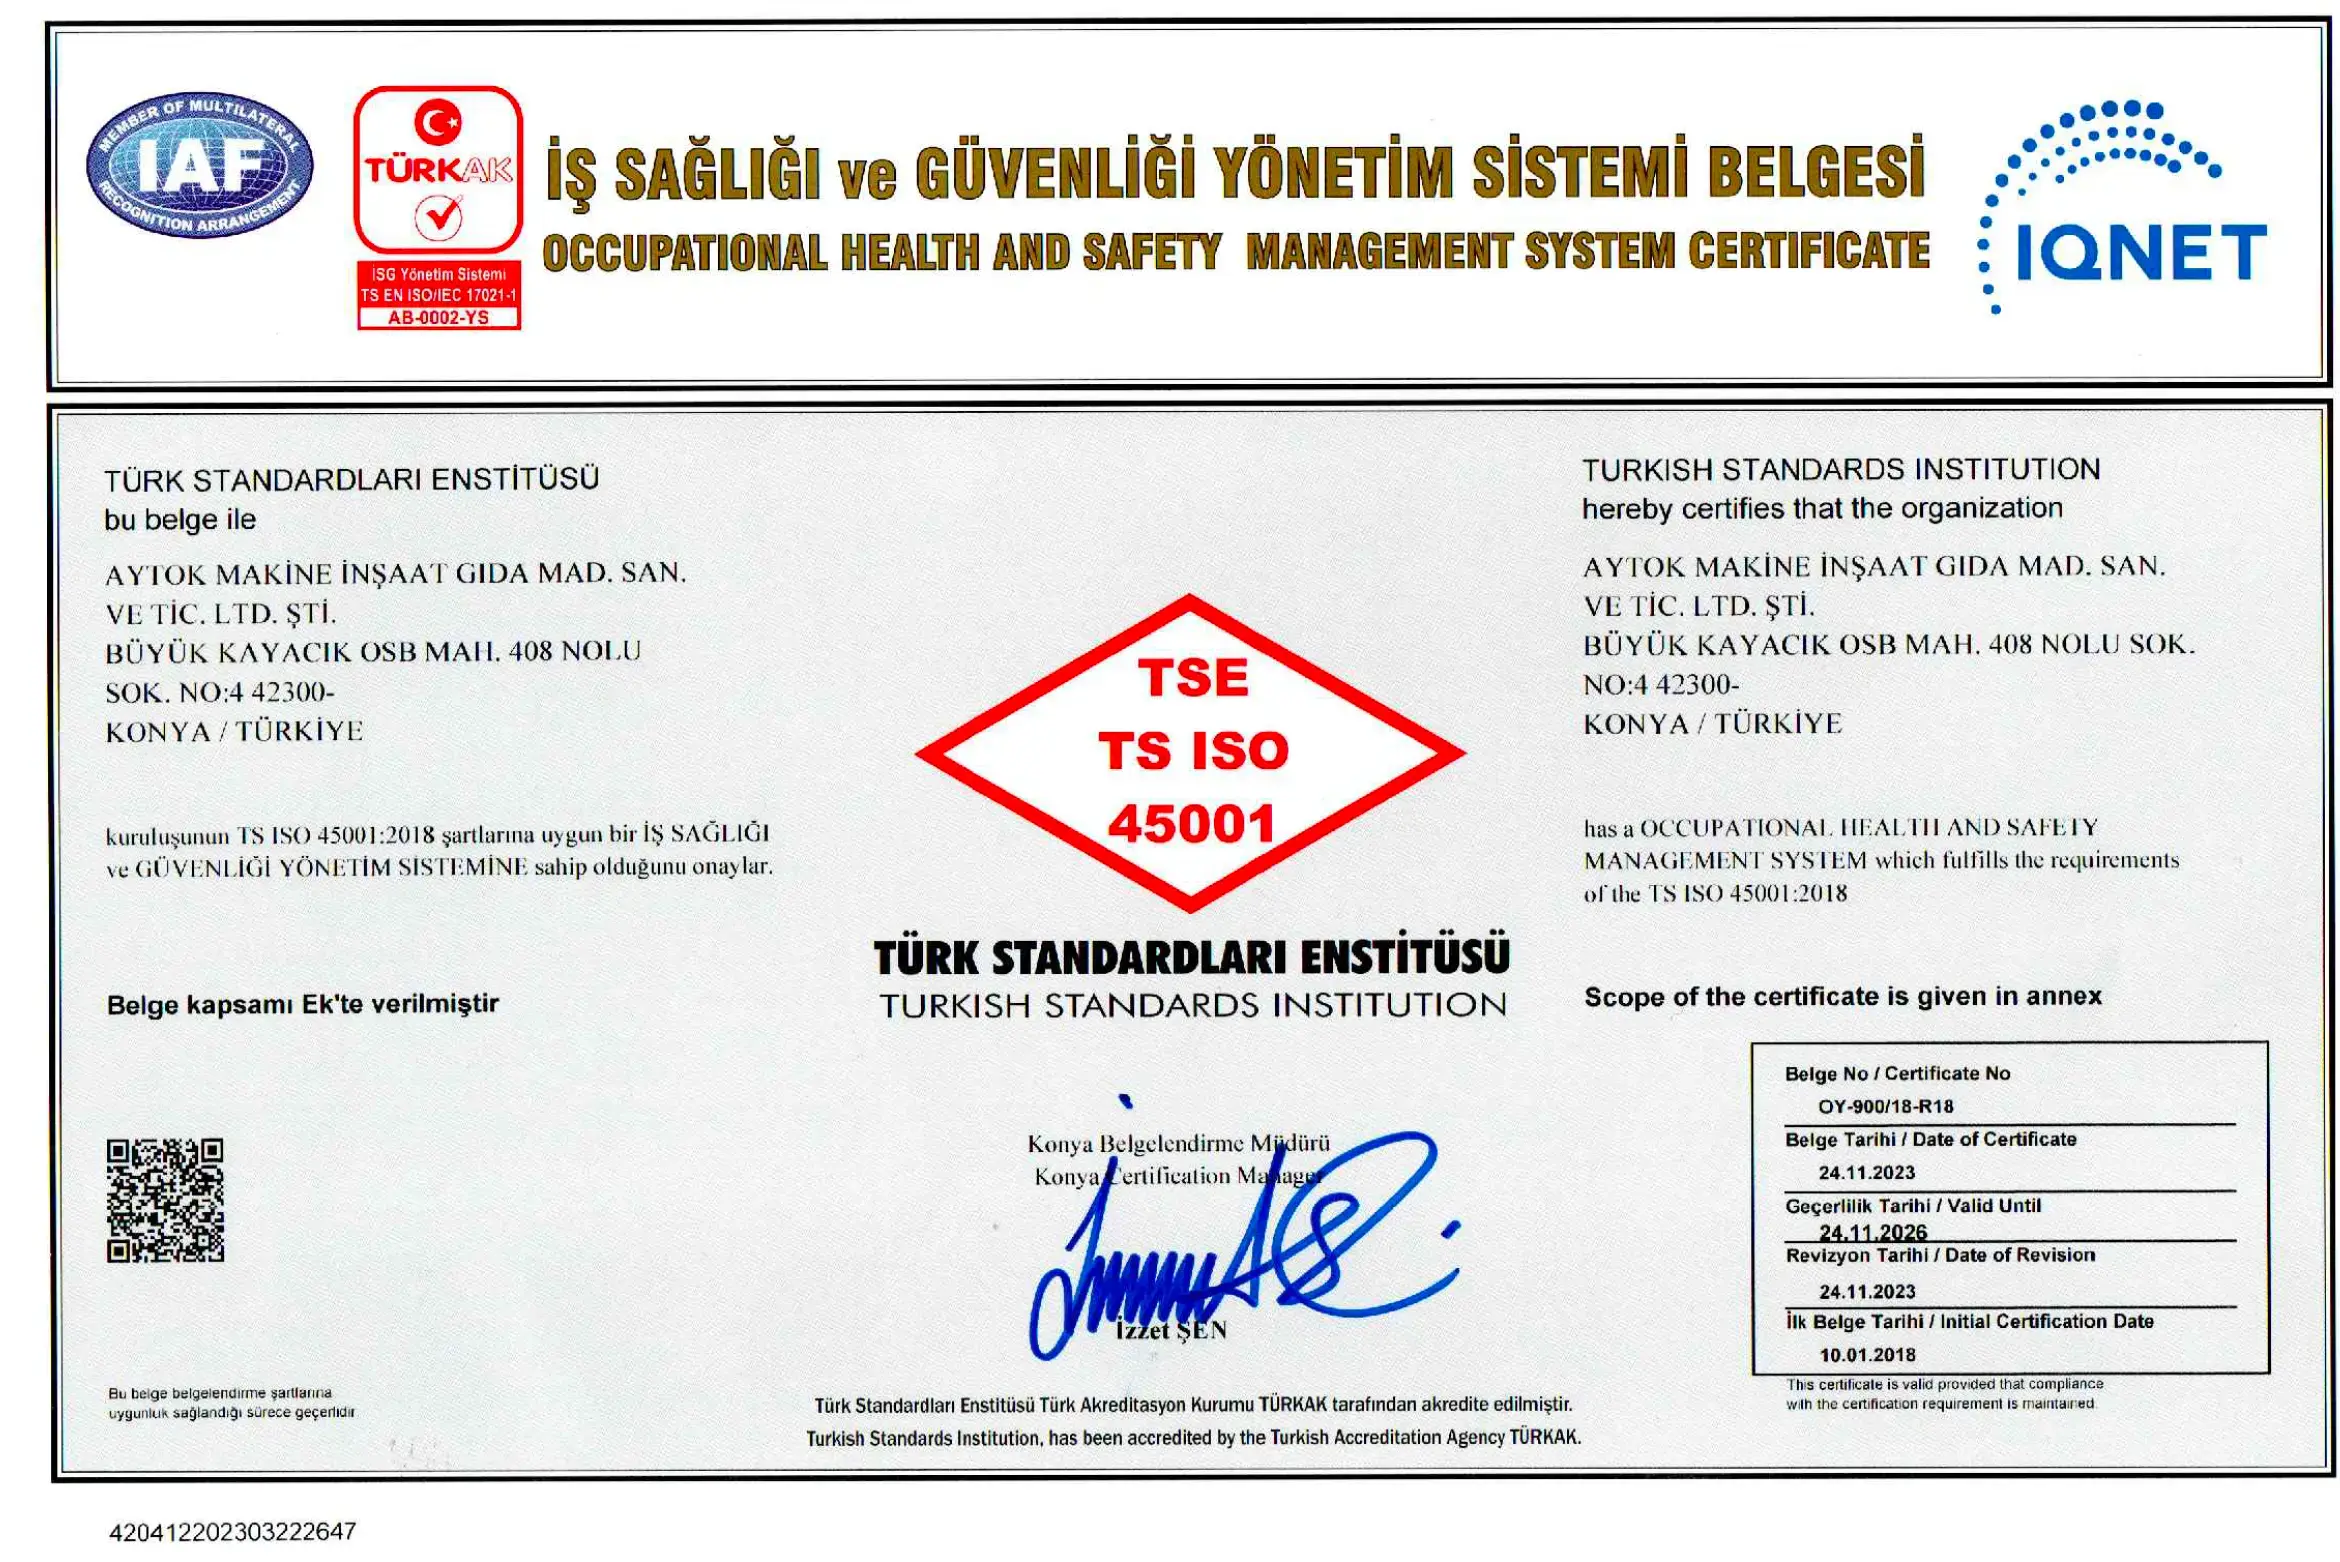 MEMBER OF MULTILATERAL
IAF
RECOGNITION ARRANGEMENT
TÜRKAK
İSG Yönetim Sistemi
TS EN ISO/IEC 17021-1
AB-0002-YS
İŞ SAĞLIĞI ve GÜVENLİĞİ YÖNETİM SİSTEMİ BELGESİ
OCCUPATIONAL HEALTH AND SAFETY MANAGEMENT SYSTEM CERTIFICATE
IQNET
TÜRK STANDARDLARI ENSTİTÜSÜ
bu belge ile
AYTOK MAKİNE İNŞAAT GIDA MAD. SAN.
VE TİC. LTD. ŞTİ.
BÜYÜK KAYACIK OSB MAH. 408 NOLU
SOK. NO:4 42300-
KONYA / TÜRKİYE
kuruluşunun TS ISO 45001:2018 şartlarına uygun bir İŞ SAĞLIĞI
ve GÜVENLİĞİ YÖNETİM SİSTEMİNE sahip olduğunu onaylar.
Belge kapsamı Ek'te verilmiştir
Bu belge belgelendirme şartlarına
uygunluk sağlandığı sürece geçerlidir
TSE
TS ISO
45001
TÜRK STANDARDLARI ENSTİTÜSÜ
TURKISH STANDARDS INSTITUTION
Konya Belgelendirme Müdürü
Konya Certification Manager
İzzet ŞEN
Türk Standardları Enstitüsü Türk Akreditasyon Kurumu TÜRKAK tarafından akredite edilmiştir.
Turkish Standards Institution, has been accredited by the Turkish Accreditation Agency TÜRKAK.
TURKISH STANDARDS INSTITUTION
hereby certifies that the organization
AYTOK MAKİNE İNŞAAT GIDA MAD. SAN.
VE TİC. LTD. ŞTİ.
BÜYÜK KAYACIK OSB MAH. 408 NOLU SOK.
NO:4 42300-
KONYA / TÜRKİYE
has a OCCUPATIONAL HEALTH AND SAFETY
MANAGEMENT SYSTEM which fulfills the requirements
of the TS ISO 45001:2018
Scope of the certificate is given in annex
Belge No / Certificate No
OY-900/18-R18
Belge Tarihi / Date of Certificate
24.11.2023
Geçerlilik Tarihi / Valid Until
24.11.2026
Revizyon Tarihi / Date of Revision
24.11.2023
İlk Belge Tarihi / Initial Certification Date
10.01.2018
This certificate is valid provided that compliance
with the certification requirement is maintained.
420412202303222647